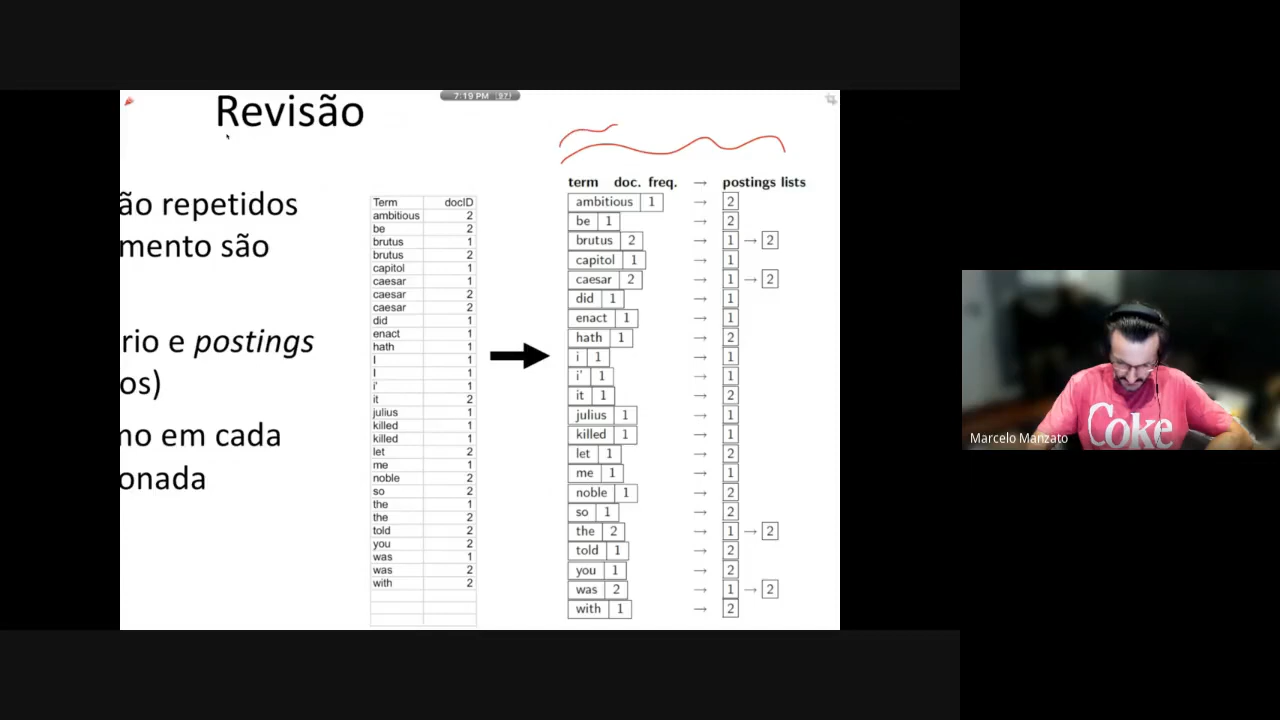 7:19 PM
97
Revisão
ão repetidos
mento são
rio e postings
os)
no em cada
onada
Term docID
ambitious 2
be 2
brutus 1
brutus 2
capitol 1
caesar 1
caesar 2
caesar 2
did 1
enact 1
hath 1
I 1
I 1
i' 1
it 2
julius 1
killed 1
killed 1
let 2
me 1
noble 2
so 2
the 1
the 2
told 2
you 2
was 1
was 2
with 2
term doc. freq. → postings lists
ambitious 1 → 2
be 1 → 2
brutus 2 → 1 → 2
capitol 1 → 1
caesar 2 → 1 → 2
did 1 → 1
enact 1 → 1
hath 1 → 2
i 1 → 1
i' 1 → 1
it 1 → 2
julius 1 → 1
killed 1 → 1
let 1 → 2
me 1 → 1
noble 1 → 2
so 1 → 2
the 2 → 1 → 2
told 1 → 2
you 1 → 2
was 2 → 1 → 2
with 1 → 2
Coke
Marcelo Manzato